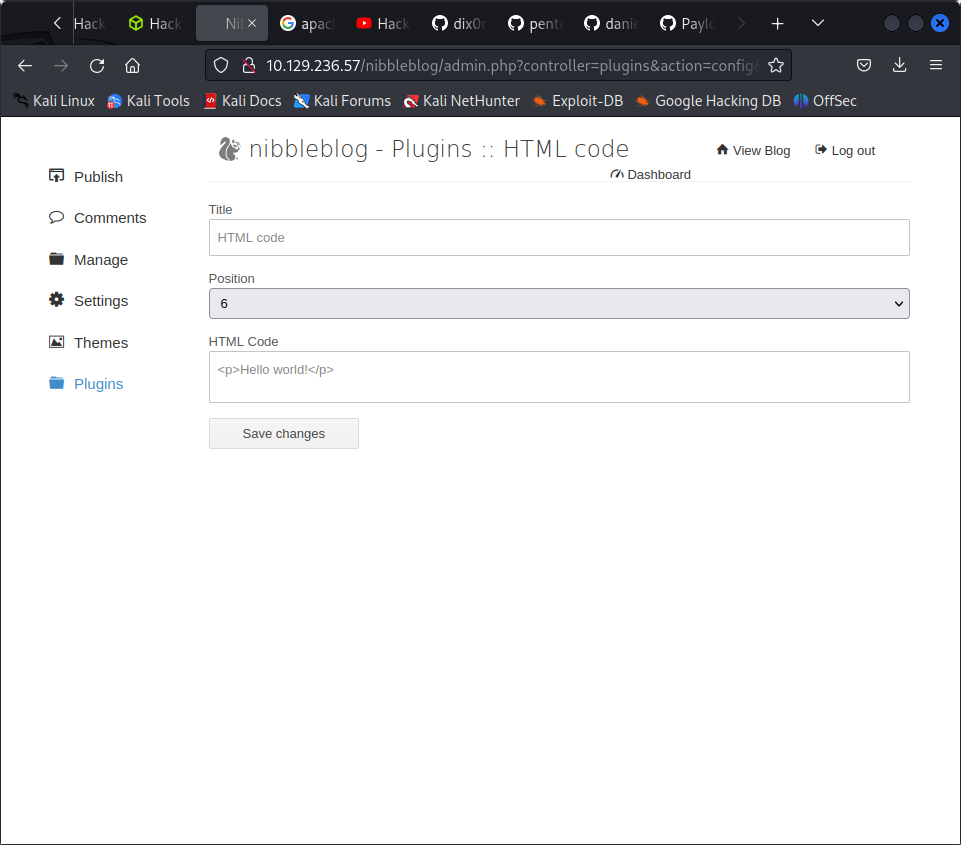 Hack
Hack
Nib
apac
Hack
dix0r
pent
danie
Paylo
10.129.236.57/nibbleblog/admin.php?controller=plugins&action=config
Kali Linux
Kali Tools
Kali Docs
Kali Forums
Kali NetHunter
Exploit-DB
Google Hacking DB
OffSec
nibbleblog - Plugins :: HTML code
View Blog
Log out
Dashboard
Publish
Comments
Manage
Settings
Themes
Plugins
Title
HTML code
Position
6
HTML Code
<p>Hello world!</p>
Save changes